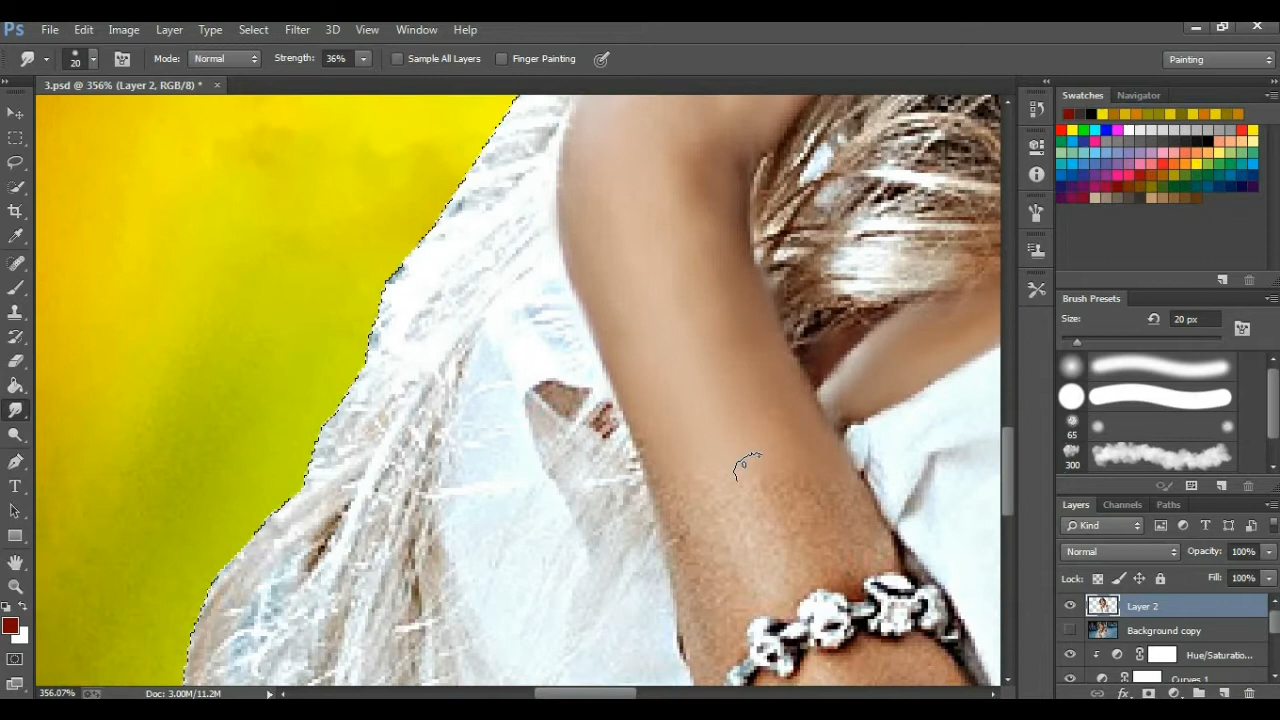 Ps File Edit Image Layer Type Select Filter 3D View Window Help
20 Mode: Normal Strength: 36% Sample All Layers Finger Painting Painting
3.psd @ 356% (Layer 2, RGB/8) * ×
Swatches Navigator
Brush Presets
Size: 20 px
65
300
Layers Channels Paths
Kind
Normal Opacity: 100%
Lock: Fill: 100%
Layer 2
Background copy
Hue/Saturatio...
Curves 1
356.07% Doc: 3.00M/11.2M